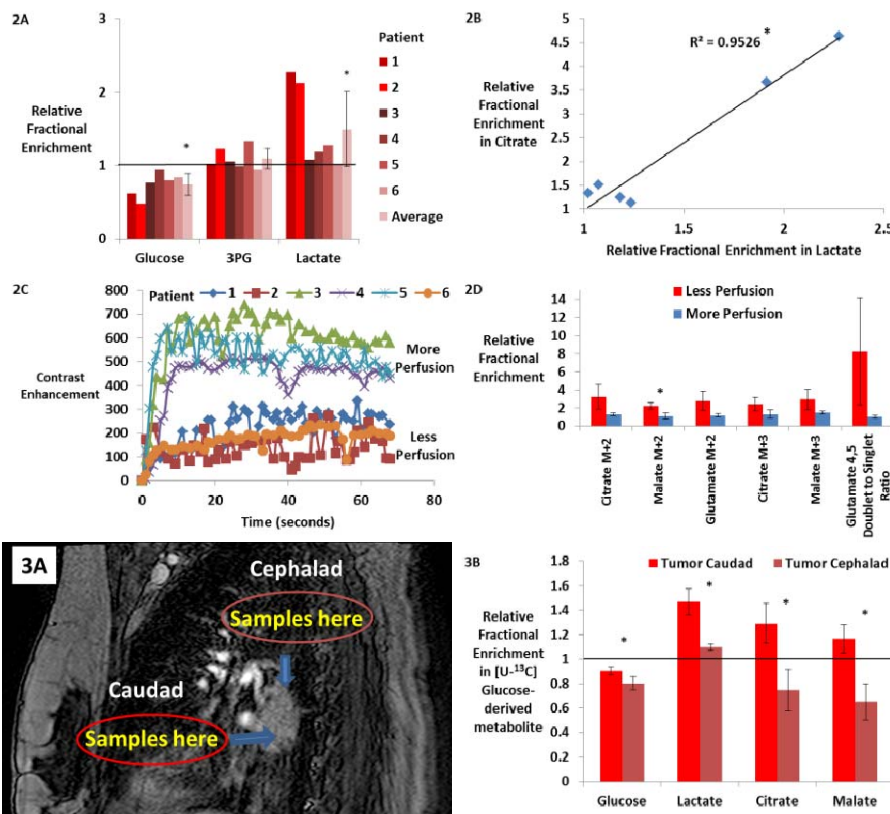 2A
Relative
Fractional
Enrichment
3
2
1
0
Glucose
3PG
Lactate
*
*
Patient
1
2
3
4
5
6
Average
2B
Relative
Fractional
Enrichment
in Citrate
5
4.5
4
3.5
3
2.5
2
1.5
1
R² = 0.9526 *
1
1.5
2
2.5
Relative Fractional Enrichment in Lactate
2C
Patient 1 2 3 4 5 6
Contrast
Enhancement
800
700
600
500
400
300
200
100
0
More
Perfusion
Less
Perfusion
0
20
40
60
80
Time (seconds)
2D
Less Perfusion
More Perfusion
Relative
Fractional
Enrichment
14
12
10
8
6
4
2
0
*
Citrate M+2
Malate M+2
Glutamate M+2
Citrate M+3
Malate M+3
Glutamate 4,5
Doublet to Singlet
Ratio
3A
Cephalad
Samples here
Caudad
Samples here
3B
Tumor Caudad
Tumor Cephalad
Relative
Fractional
Enrichment
in [U-¹³C]
Glucose-
derived
metabolite
1.8
1.6
1.4
1.2
1
0.8
0.6
0.4
0.2
0
*
*
*
*
Glucose
Lactate
Citrate
Malate